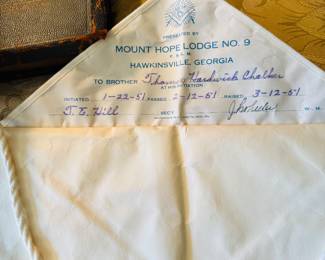 PRESENTED BY
MOUNT HOPE LODGE NO. 9
F. & A. M.
HAWKINSVILLE, GEORGIA
TO BROTHER Thomas Hardwick Chalker
AT HIS INITIATION
INITIATED 1-22-51 PASSED 2-12-51 RAISED 3-12-51
T. E. Hill SECY. W. M.